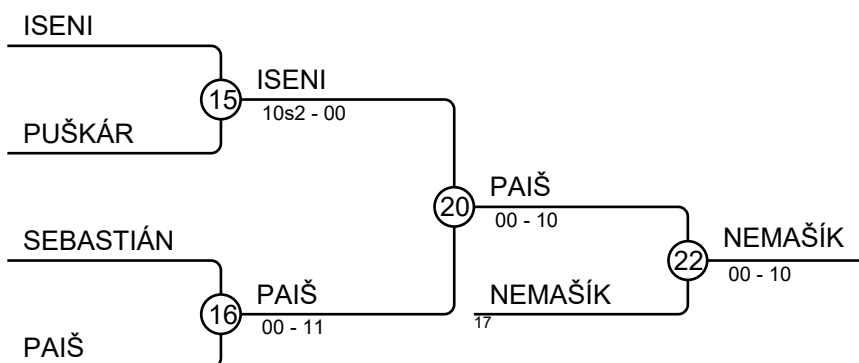 ISENI
15
ISENI
10s2 - 00
PUŠKÁR
20
PAIŠ
00 - 10
SEBASTIÁN
16
PAIŠ
00 - 11
PAIŠ
NEMAŠÍK
17
22
NEMAŠÍK
00 - 10